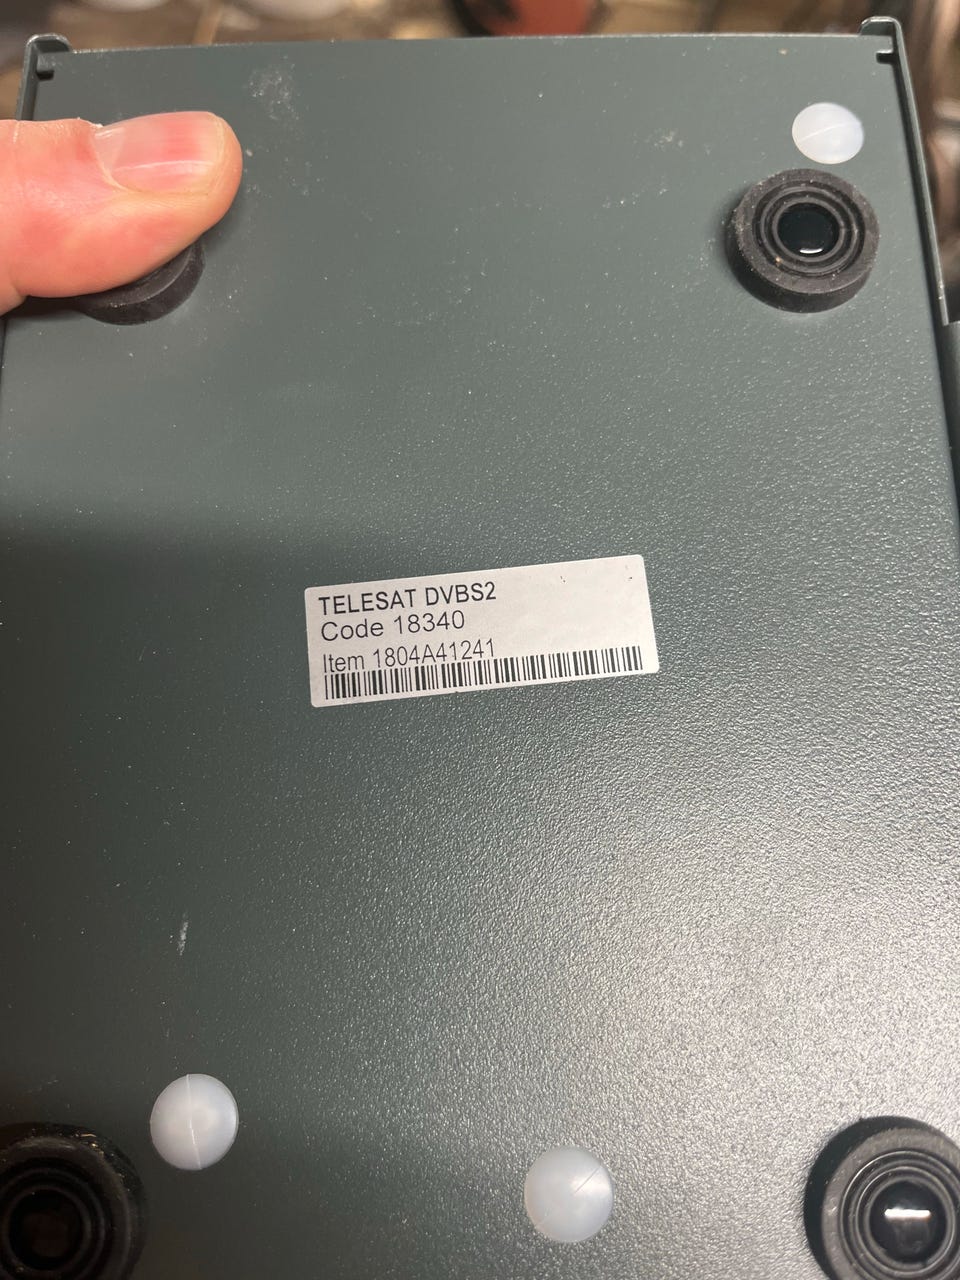 TELESAT DVBS2
Code 18340
Item 1804A41241